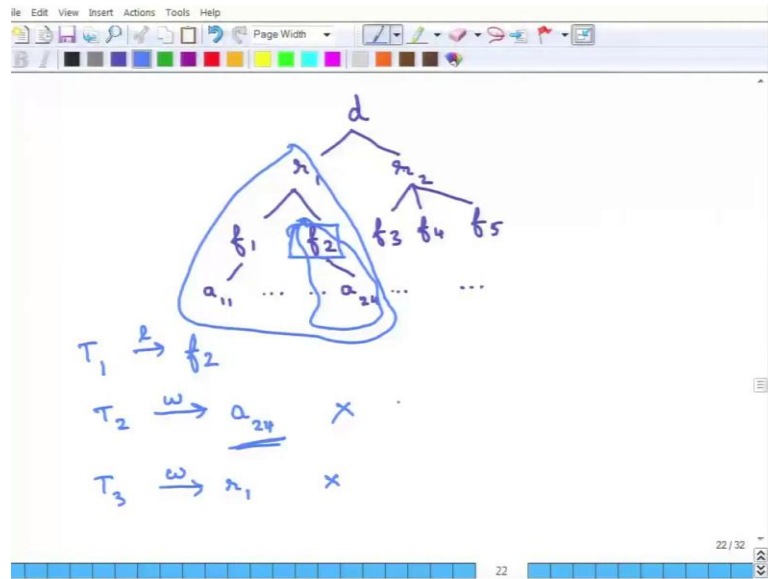 ile Edit View Insert Actions Tools Help
Page Width
B I
d
r₁ r₂
f₁ f₂ f₃ f₄ f₅
a₁₁ ... ... a₂₄ ... ...
T₁ →ˡ f₂
T₂ →ʷ a₂₄ ×
T₃ →ʷ r₁ ×
22/32
22